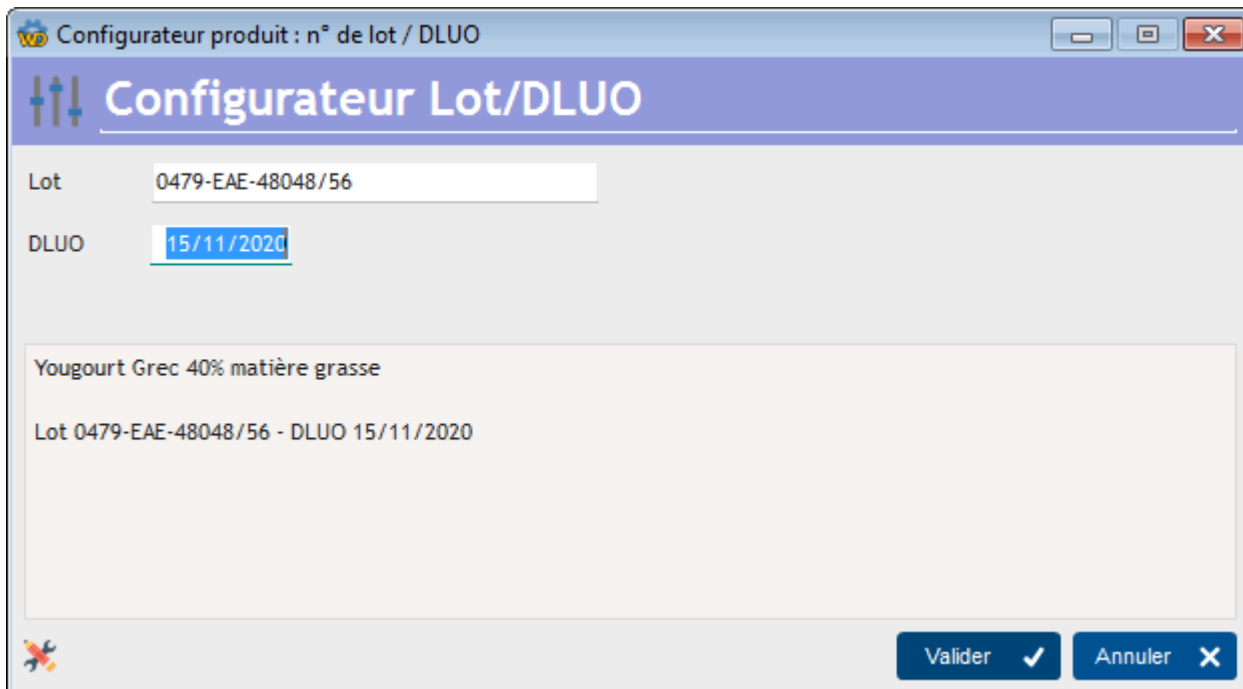 Configurateur produit : n° de lot / DLUO
Configurateur Lot/DLUO
Lot 0479-EAE-48048/56
DLUO 15/11/2020
Yougourt Grec 40% matière grasse
Lot 0479-EAE-48048/56 - DLUO 15/11/2020
Valider Annuler